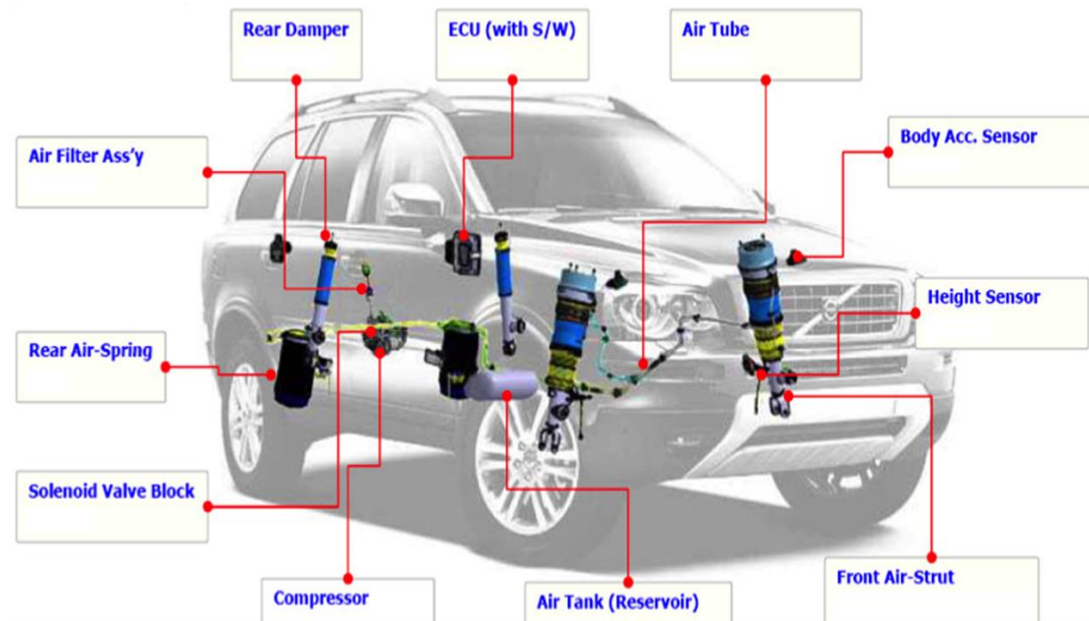 Rear Damper
ECU (with S/W)
Air Tube
Air Filter Ass'y
Body Acc. Sensor
Height Sensor
Rear Air-Spring
Solenoid Valve Block
Compressor
Air Tank (Reservoir)
Front Air-Strut